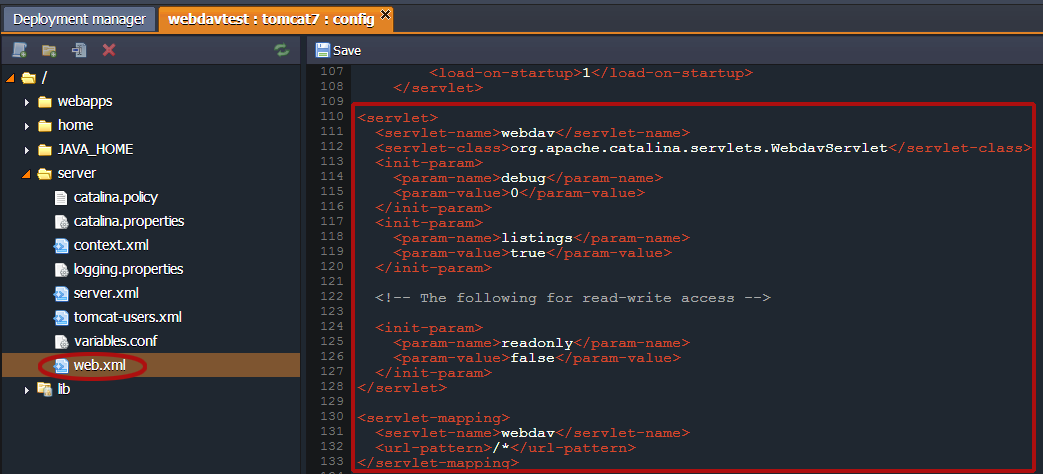 Deployment manager
webdavtest : tomcat7 : config
Save
/
webapps
home
JAVA_HOME
server
catalina.policy
catalina.properties
context.xml
logging.properties
server.xml
tomcat-users.xml
variables.conf
web.xml
lib
107 <load-on-startup>1</load-on-startup>
108 </servlet>
109
110 <servlet>
111 <servlet-name>webdav</servlet-name>
112 <servlet-class>org.apache.catalina.servlets.WebdavServlet</servlet-class>
113 <init-param>
114 <param-name>debug</param-name>
115 <param-value>0</param-value>
116 </init-param>
117 <init-param>
118 <param-name>listings</param-name>
119 <param-value>true</param-value>
120 </init-param>
121
122 <!-- The following for read-write access -->
123
124 <init-param>
125 <param-name>readonly</param-name>
126 <param-value>false</param-value>
127 </init-param>
128 </servlet>
129
130 <servlet-mapping>
131 <servlet-name>webdav</servlet-name>
132 <url-pattern>/*</url-pattern>
133 </servlet-mapping>